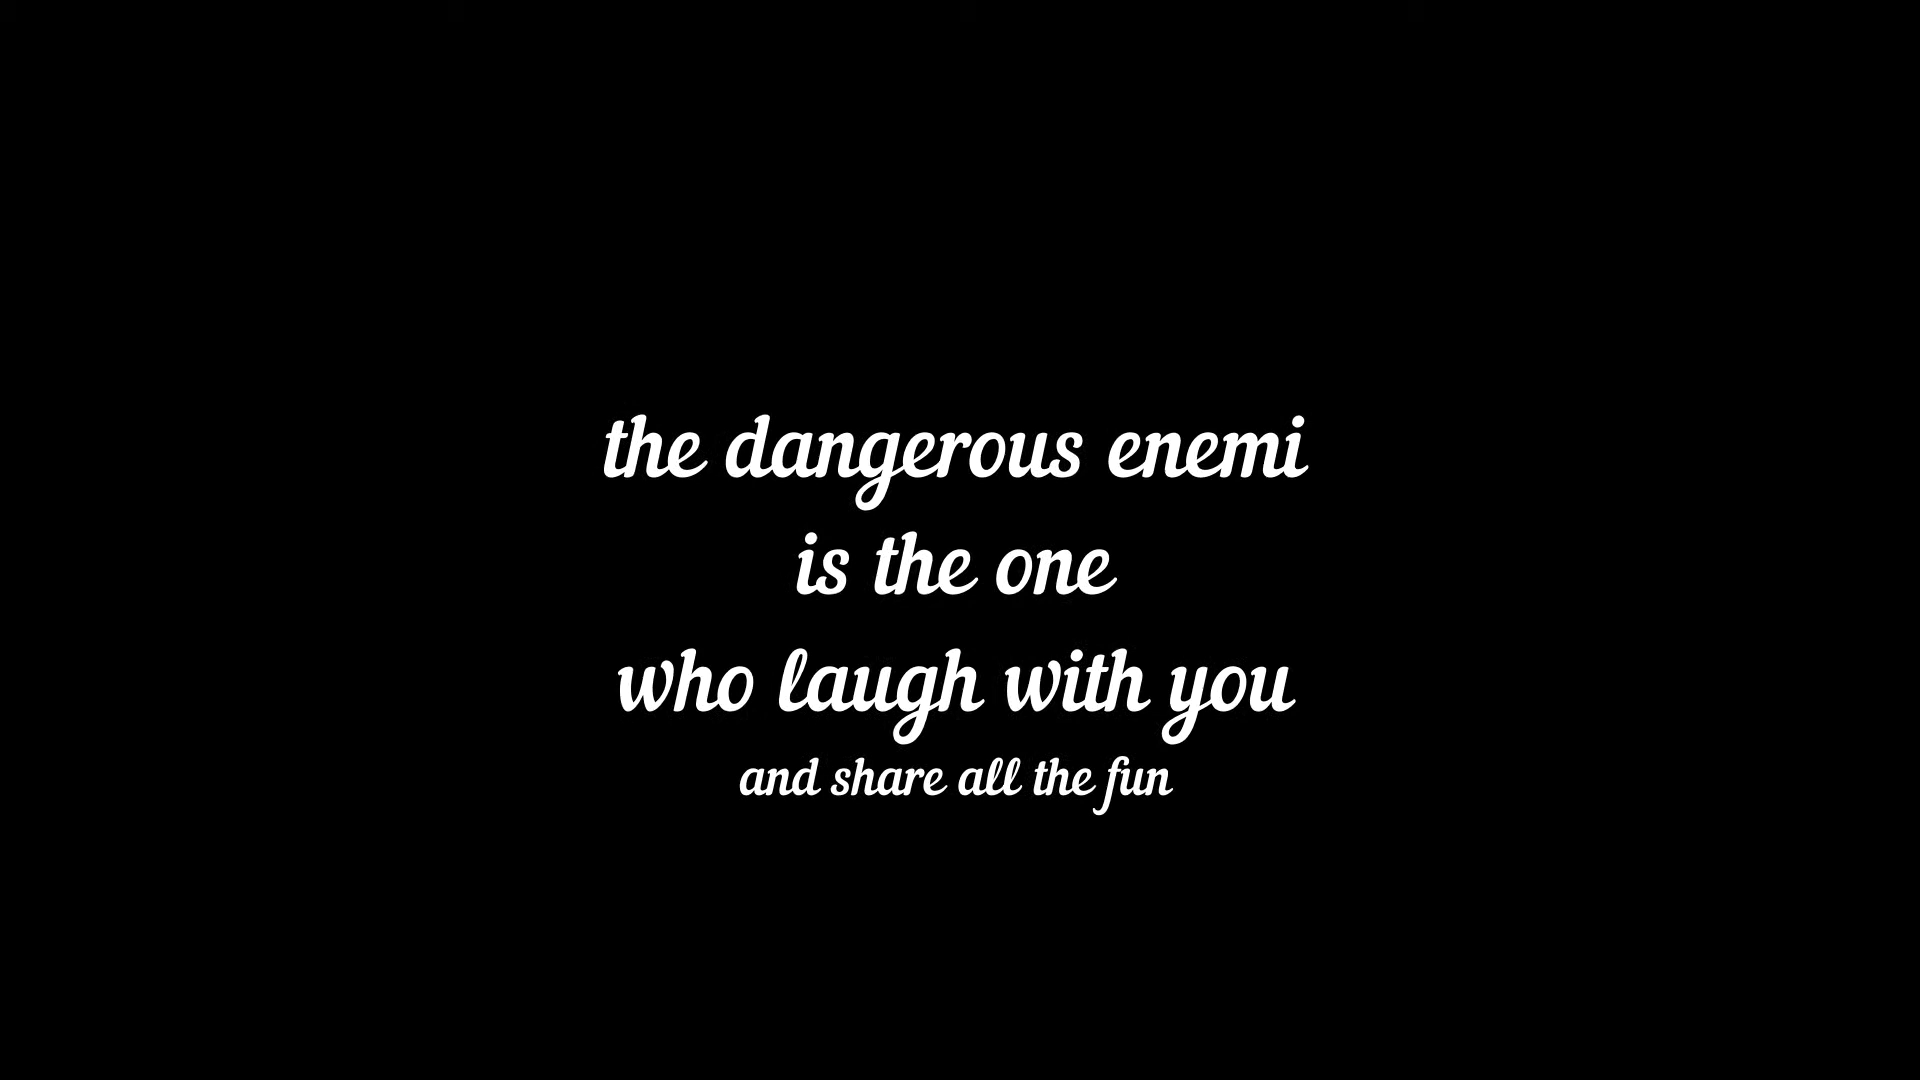 the dangerous enemi
is the one
who laugh with you
and share all the fun